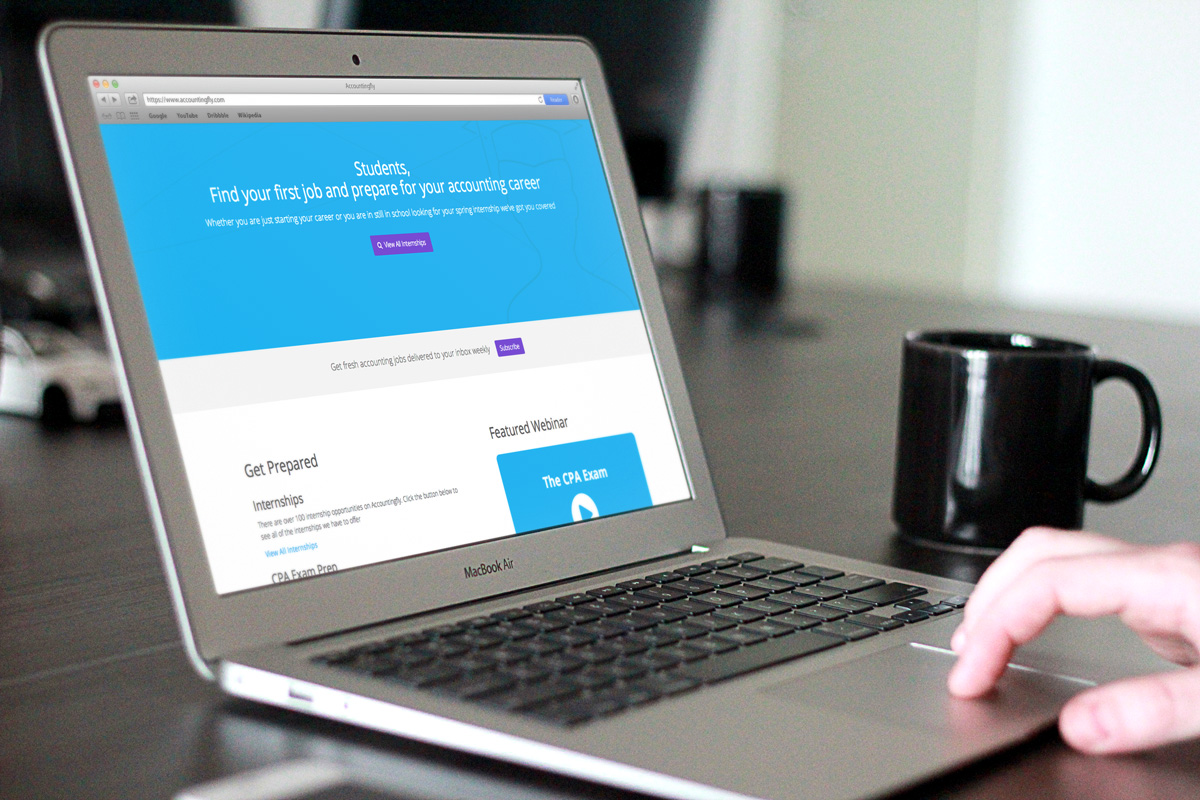 Accountingfly
https://www.accountingfly.com
Reader
Google YouTube Dribbble Wikipedia
Students,
Find your first job and prepare for your accounting career
Whether you are just starting your career or you are in still in school looking for your spring internship we've got you covered
View All Internships
Get fresh accounting jobs delivered to your inbox weekly Subscribe
Get Prepared
Internships
There are over 100 internship opportunities on Accountingfly. Click the button below to
see all of the internships we have to offer
View All Internships
CPA Exam Prep
Featured Webinar
The CPA Exam
MacBook Air